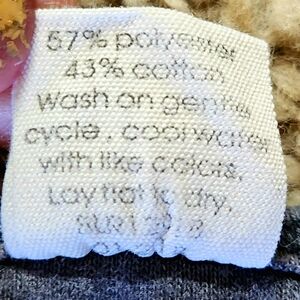 57% polyester
43% cotton
Wash on gentle
cycle. cool water
with like colors.
Lay flat to dry.